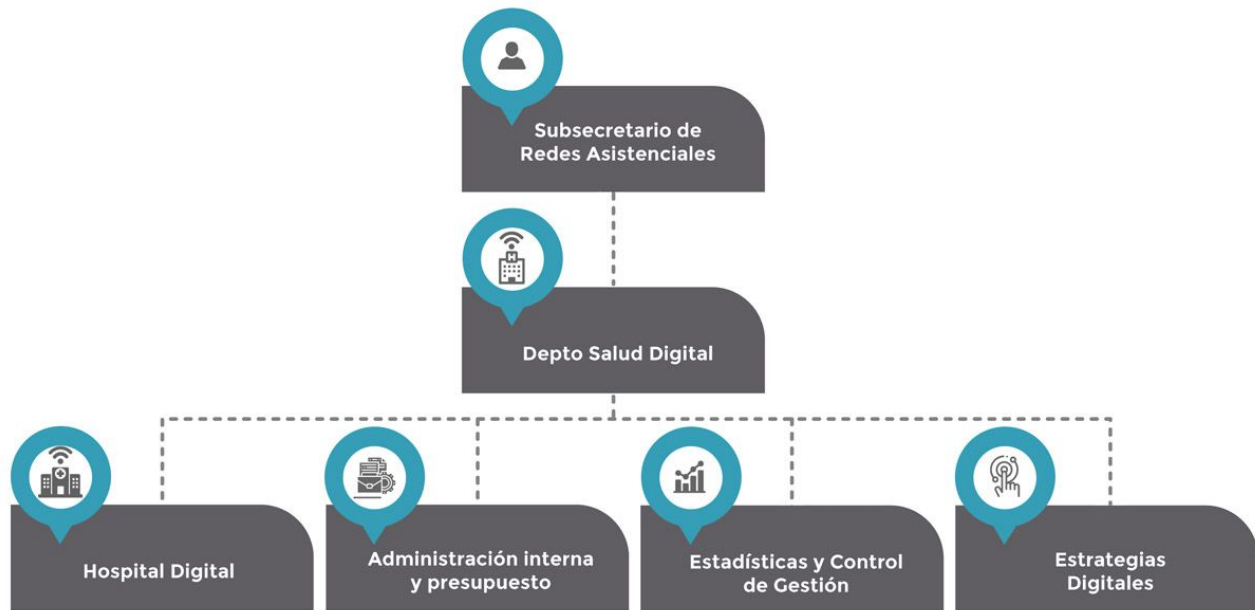 Subsecretario de
Redes Asistenciales
H
Depto Salud Digital
Hospital Digital
Administración interna
y presupuesto
Estadísticas y Control
de Gestión
Estrategias
Digitales